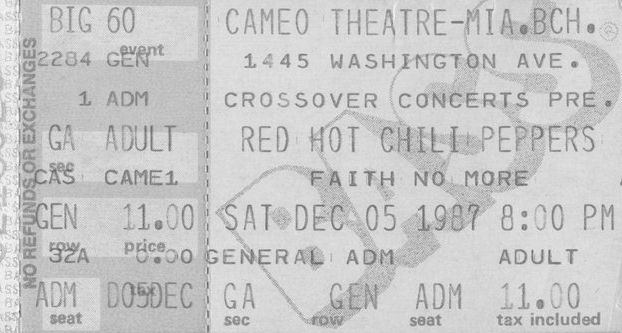 BIG 60 CAMEO THEATRE-MIA.BCH.
event
2284 GEN 1445 WASHINGTON AVE.
1 ADM CROSSOVER CONCERTS PRE.
GA ADULT RED HOT CHILI PEPPERS
sec
CAS CAME1 FAITH NO MORE
GEN 11.00 SAT DEC 05 1987 8:00 PM
row price
32A 0.00 GENERAL ADM ADULT
tax
ADM D05DEC GA GEN ADM 11.00
seat sec row seat tax included
NO REFUNDS OR EXCHANGES
BASS